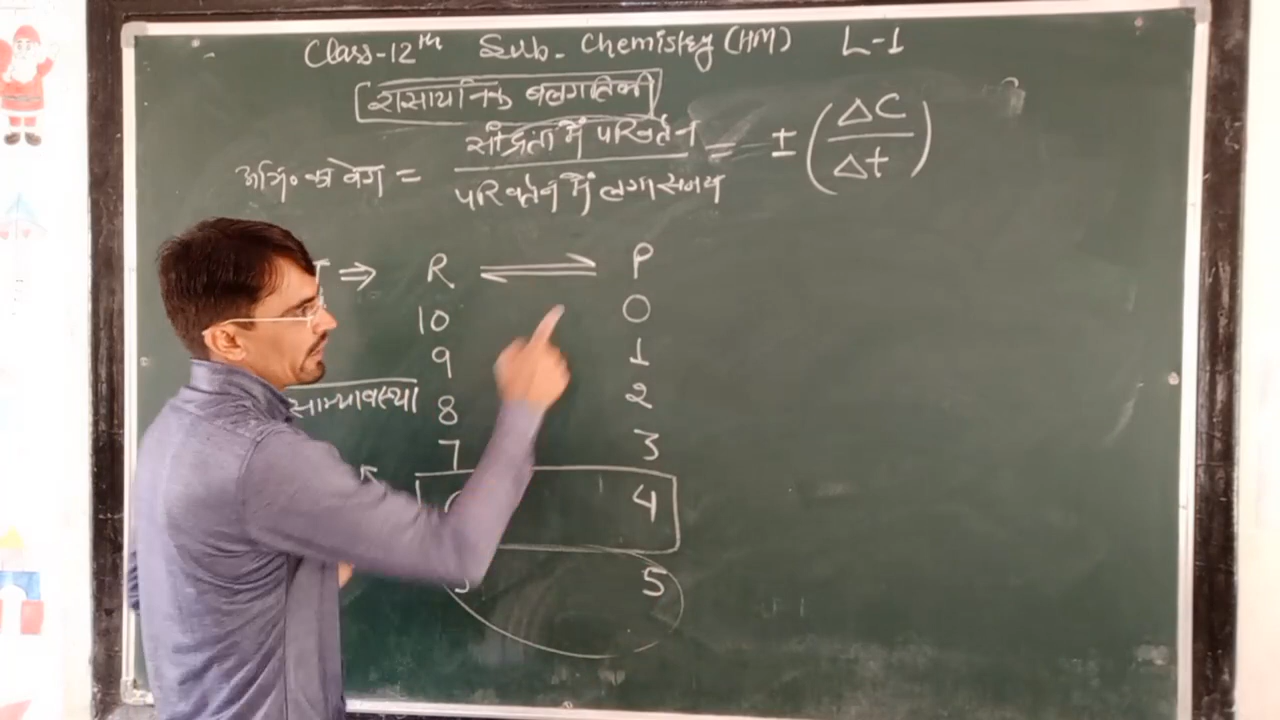 Class-12th Sub- Chemistry (HM) L-1
रासायनिक बलगतिकी
अभि० का वेग = सांद्रता में परिवर्तन / परिवर्तन में लगा समय = ± (ΔC/Δt)
⇒ R ⇌ P
10 0
9 1
साम्यावस्था 8 2
7 3
4
5